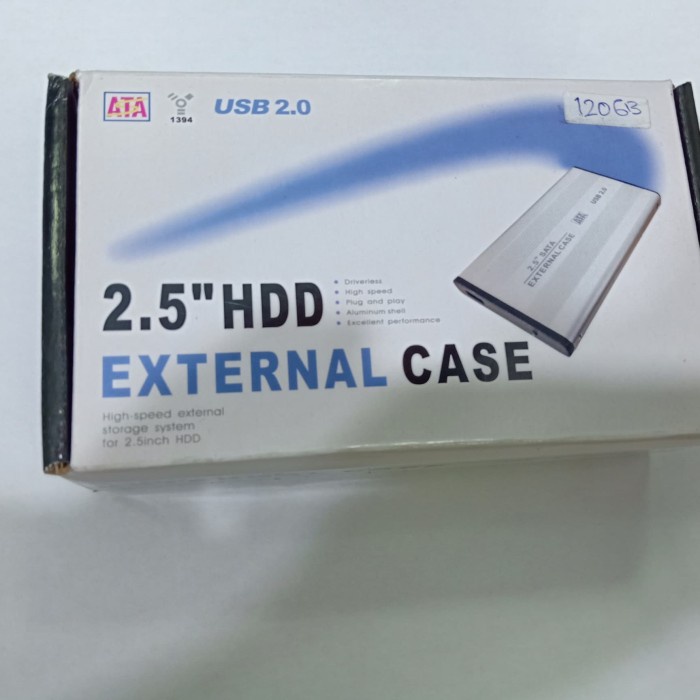 ATA
1394
USB 2.0
120GB
2.5" SATA
EXTERNAL CASE
USB 2.0
2.5" HDD
Driverless
High speed
Plug and play
Aluminum shell
Excellent performance
EXTERNAL CASE
High-speed external
storage system
for 2.5inch HDD